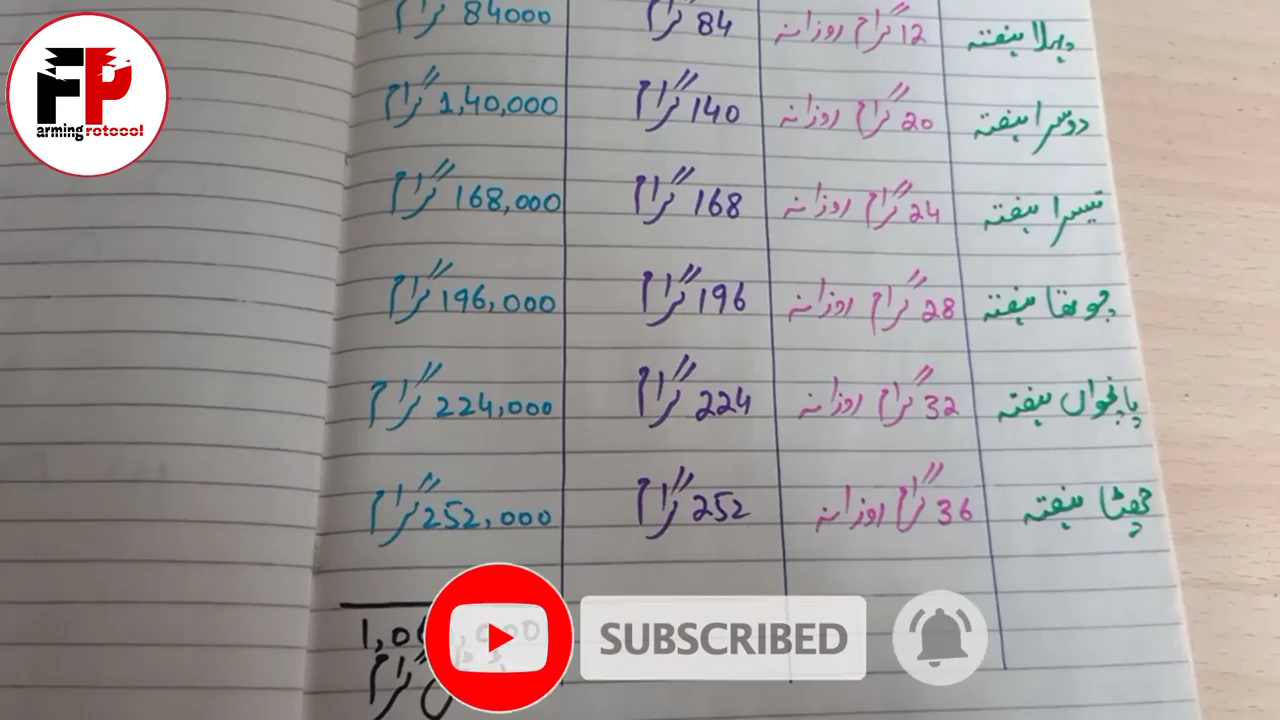 FP
arming rotocol
پہلا ہفتہ 12 گرام روزانہ 84 گرام 84000 گرام
دوسرا ہفتہ 20 گرام روزانہ 140 گرام 1,40,000 گرام
تیسرا ہفتہ 24 گرام روزانہ 168 گرام 168,000 گرام
چوتھا ہفتہ 28 گرام روزانہ 196 گرام 196,000 گرام
پانچواں ہفتہ 32 گرام روزانہ 224 گرام 224,000 گرام
چھٹا ہفتہ 36 گرام روزانہ 252 گرام 252,000 گرام
گرام
SUBSCRIBED